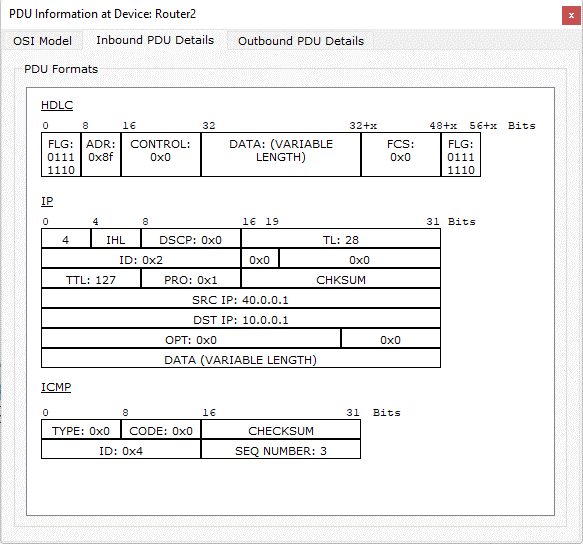 PDU Information at Device: Router2
x
OSI Model Inbound PDU Details Outbound PDU Details
PDU Formats
HDLC
0 8 16 32 32+x 48+x 56+x Bits
FLG: ADR: CONTROL: DATA: (VARIABLE FCS: FLG:
0111 0x8f 0x0 LENGTH) 0x0 0111
1110 1110
IP
0 4 8 16 19 31 Bits
4 IHL DSCP: 0x0 TL: 28
ID: 0x2 0x0 0x0
TTL: 127 PRO: 0x1 CHKSUM
SRC IP: 40.0.0.1
DST IP: 10.0.0.1
OPT: 0x0 0x0
DATA (VARIABLE LENGTH)
ICMP
0 8 16 31 Bits
TYPE: 0x0 CODE: 0x0 CHECKSUM
ID: 0x4 SEQ NUMBER: 3